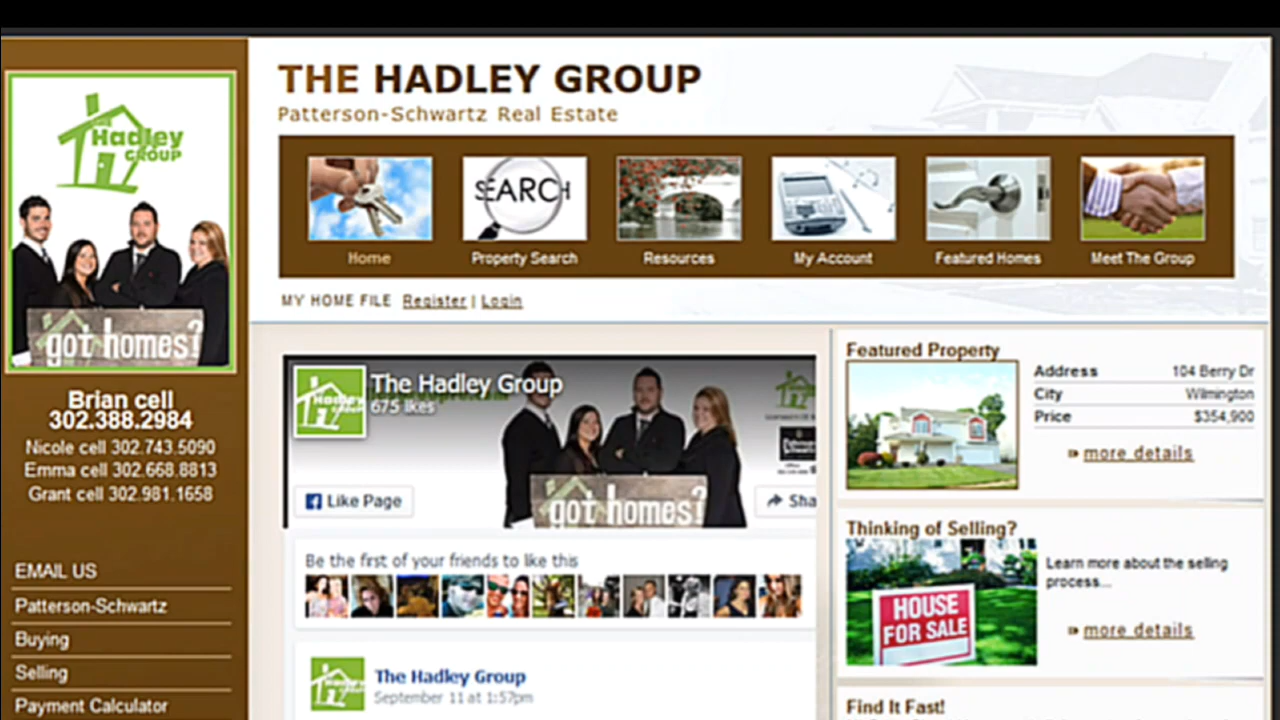 THE HADLEY GROUP
Patterson-Schwartz Real Estate
The
Hadley
GROUP
got homes?
SEARCH
Home
Property Search
Resources
My Account
Featured Homes
Meet The Group
MY HOME FILE Register | Login
Brian cell
302.388.2984
Nicole cell 302.743.5090
Emma cell 302.668.8813
Grant cell 302.981.1658
EMAIL US
Patterson-Schwartz
Buying
Selling
Payment Calculator
The Hadley Group
675 likes
Like Page
got homes?
Sha
Be the first of your friends to like this
The Hadley Group
September 11 at 1:57pm
Featured Property
Address 104 Berry Dr
City Wilmington
Price $354,900
more details
Thinking of Selling?
HOUSE
FOR SALE
Learn more about the selling
process...
more details
Find It Fast!